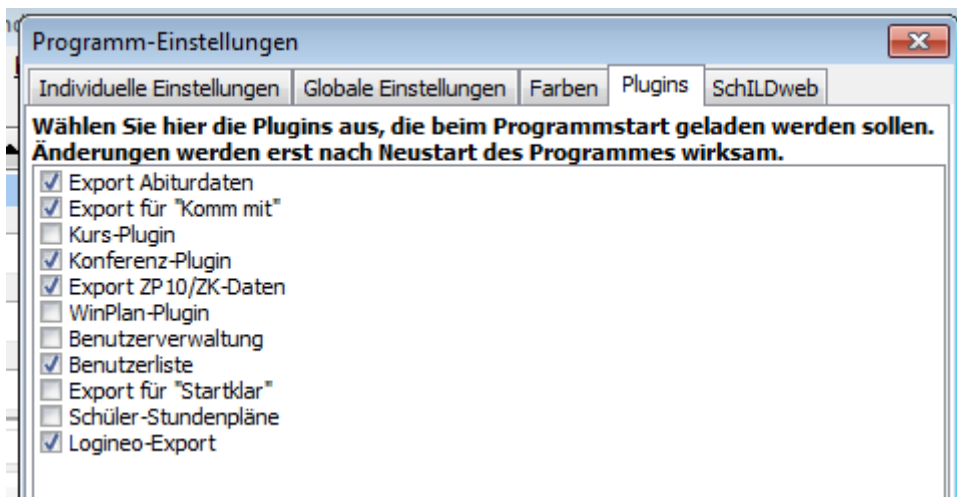 Programm-Einstellungen
Individuelle Einstellungen Globale Einstellungen Farben Plugins SchILDweb
Wählen Sie hier die Plugins aus, die beim Programmstart geladen werden sollen.
Änderungen werden erst nach Neustart des Programmes wirksam.
Export Abiturdaten
Export für "Komm mit"
Kurs-Plugin
Konferenz-Plugin
Export ZP10/ZK-Daten
WinPlan-Plugin
Benutzerverwaltung
Benutzerliste
Export für "Startklar"
Schüler-Stundenpläne
Logineo-Export